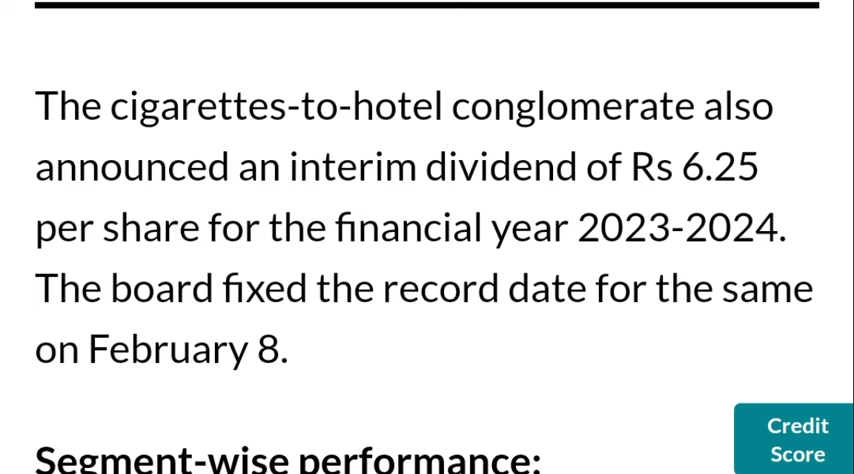 The cigarettes-to-hotel conglomerate also
announced an interim dividend of Rs 6.25
per share for the financial year 2023-2024.
The board fixed the record date for the same
on February 8.
Credit
Score
Segment-wise performance: